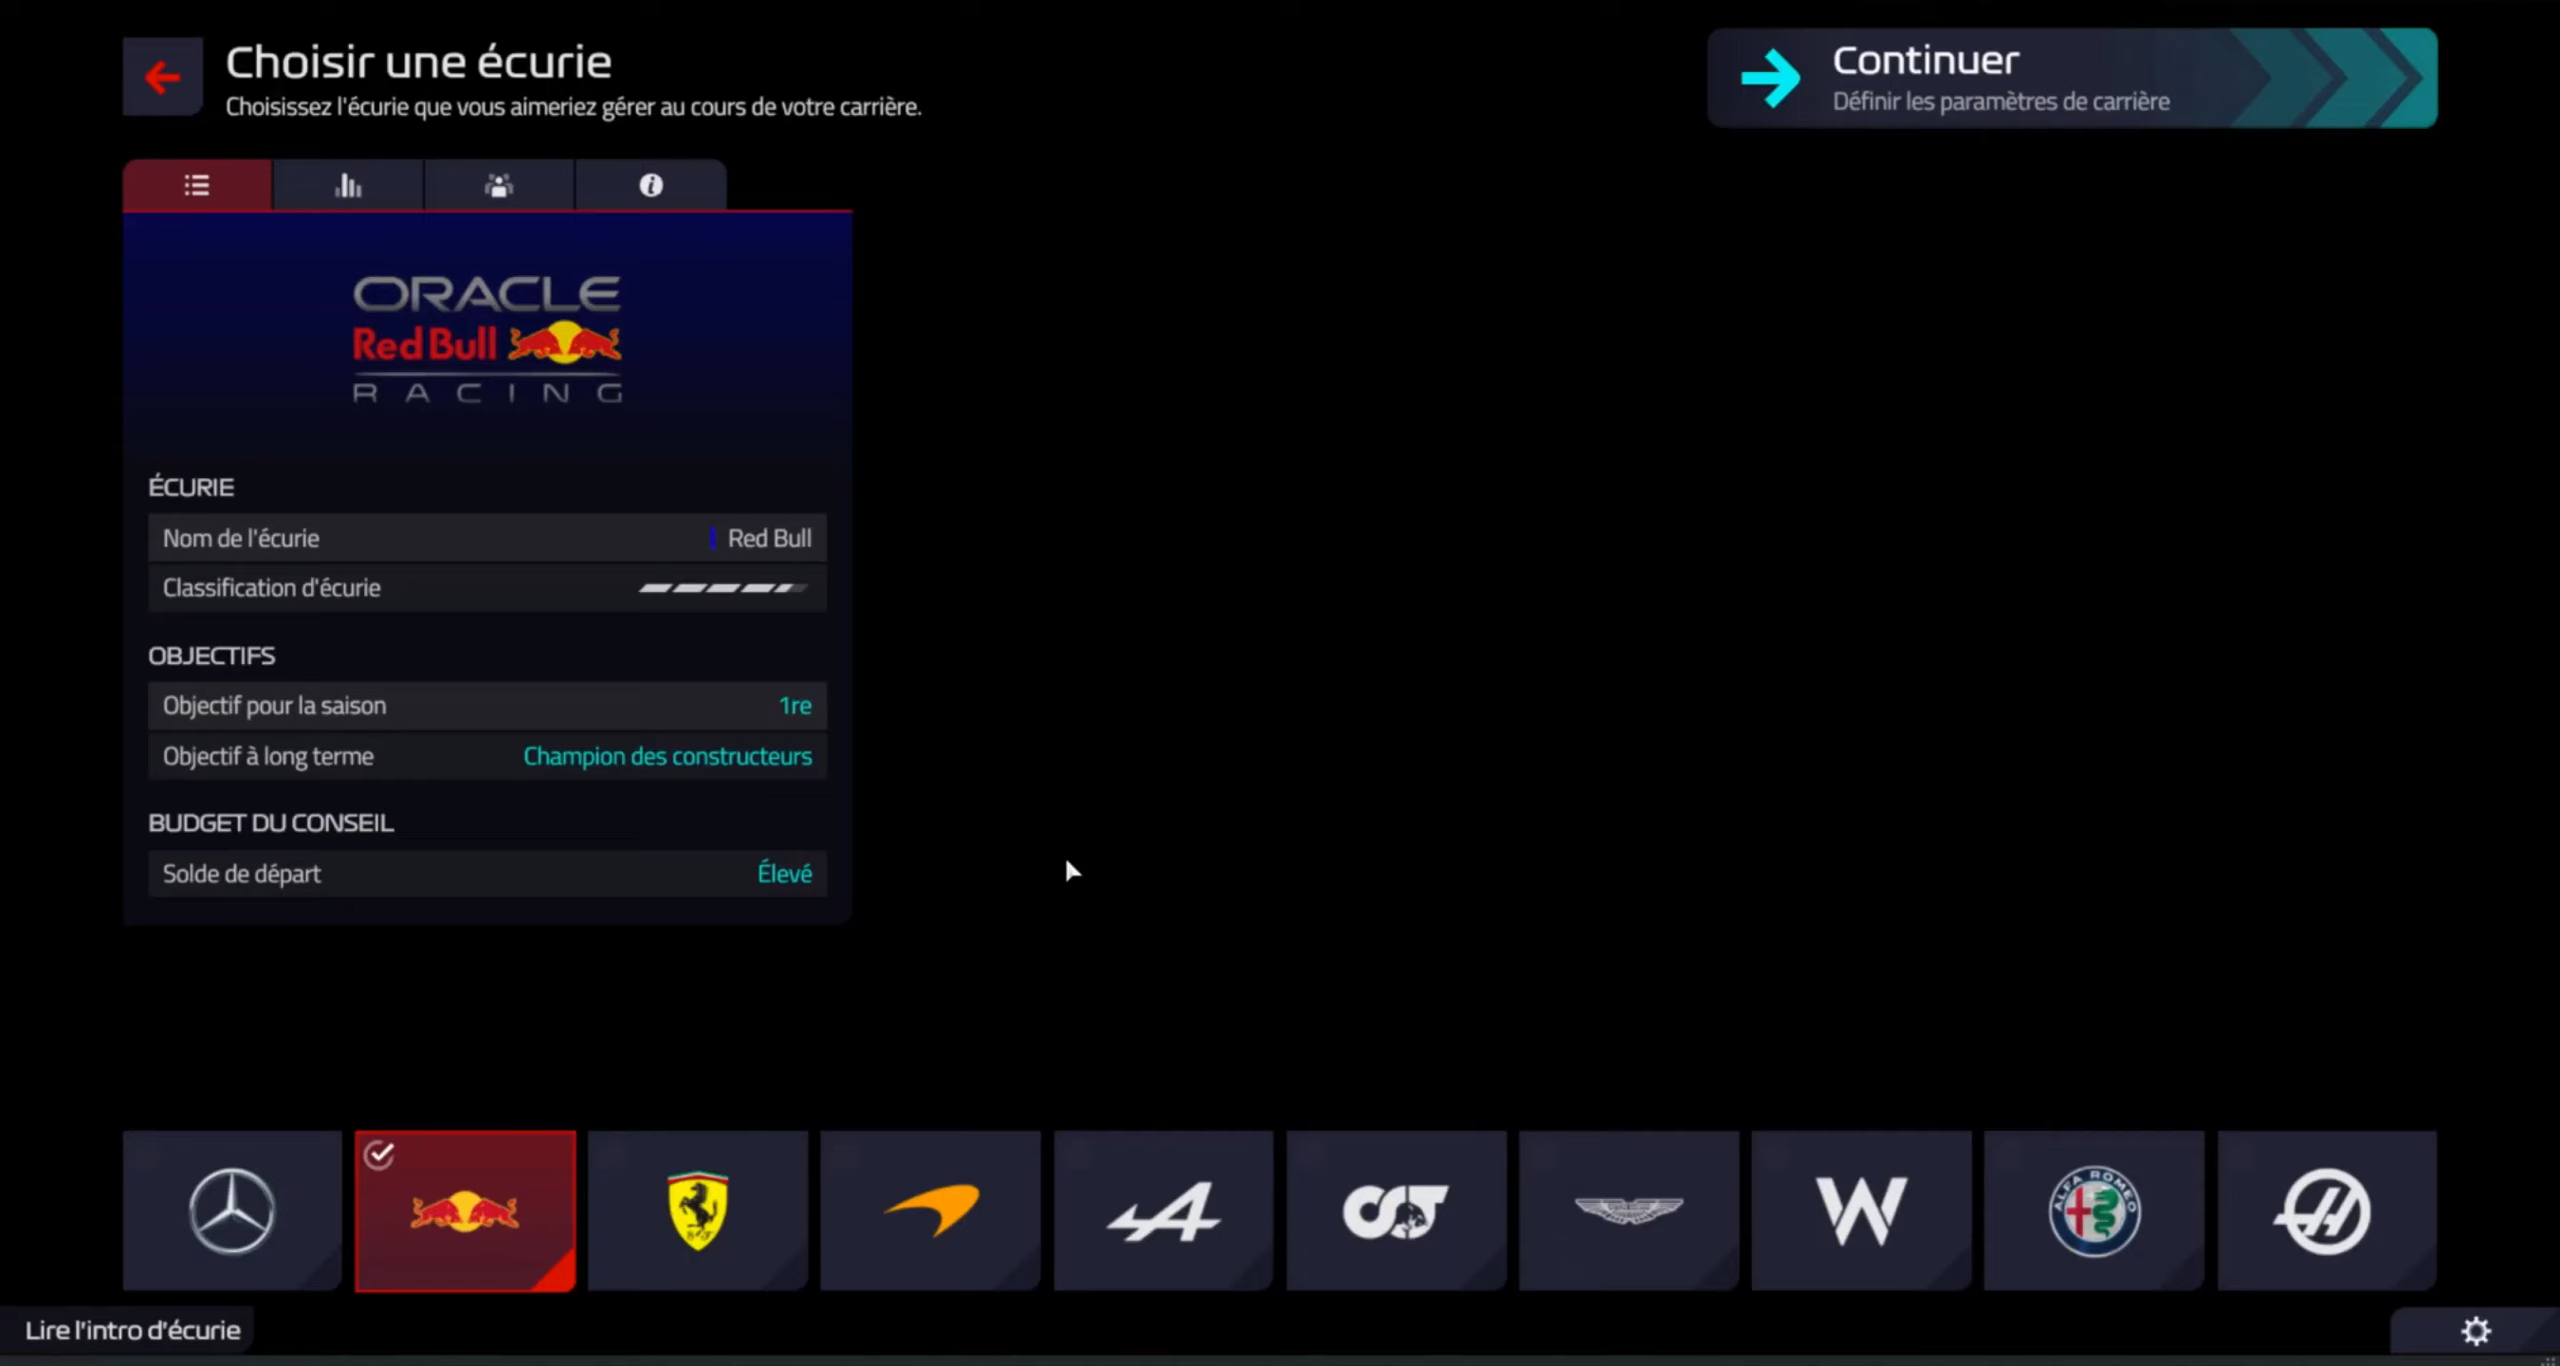 Choisir une écurie
Choisissez l'écurie que vous aimeriez gérer au cours de votre carrière.
Continuer
Définir les paramètres de carrière
ORACLE
Red Bull
RACING
ÉCURIE
Nom de l'écurie Red Bull
Classification d'écurie
OBJECTIFS
Objectif pour la saison 1re
Objectif à long terme Champion des constructeurs
BUDGET DU CONSEIL
Solde de départ Élevé
ALFA ROMEO
Lire l'intro d'écurie